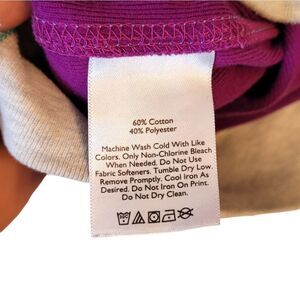 60% Cotton
40% Polyester
Machine Wash Cold With Like
Colors. Only Non-Chlorine Bleach
When Needed. Do Not Use
Fabric Softeners. Tumble Dry Low.
Remove Promptly. Cool Iron As
Desired. Do Not Iron On Print.
Do Not Dry Clean.